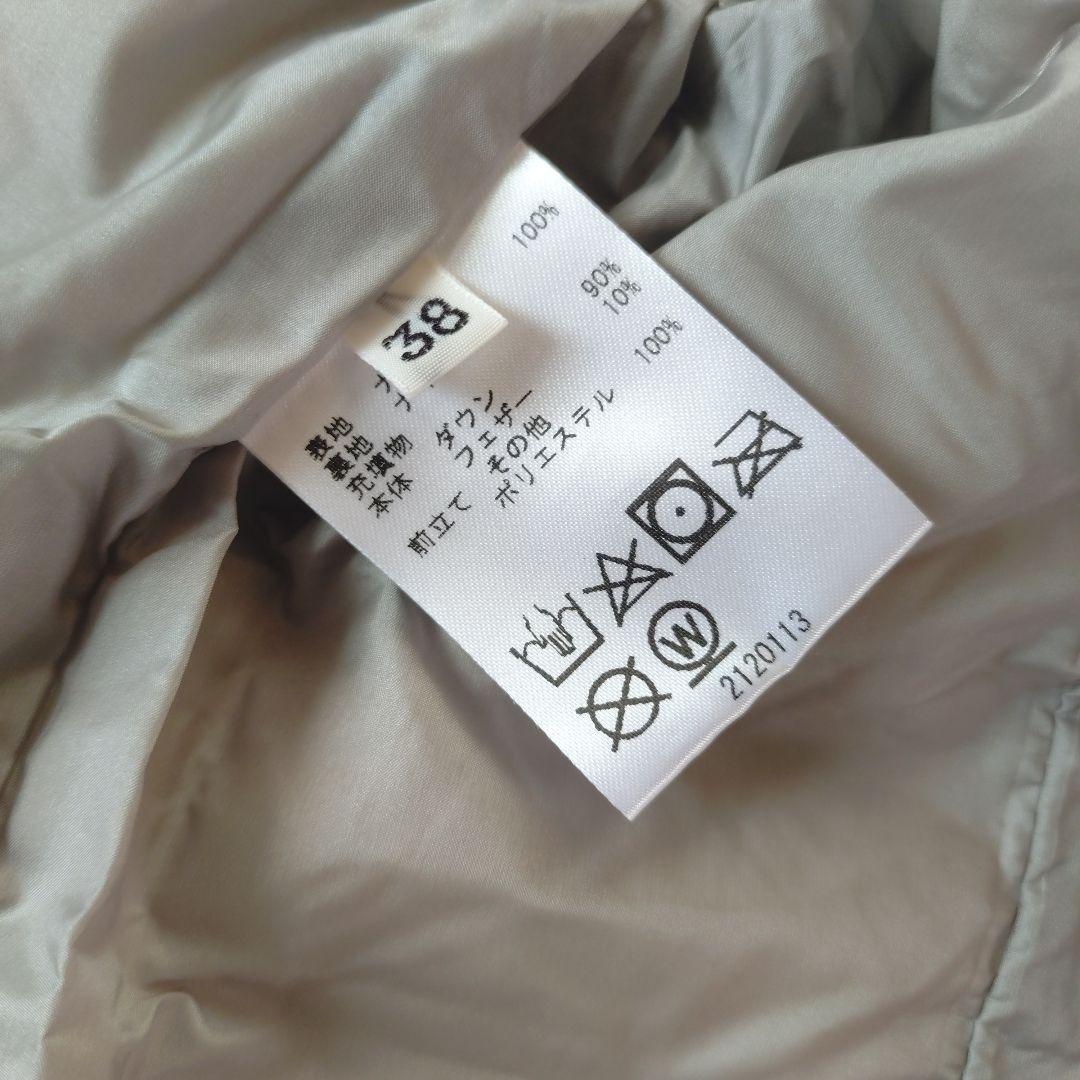 38
100%
表地
裏地
充填物
本体 ダウン 90%
フェザー 10%
その他
前立て ポリエステル 100%
W
2120113